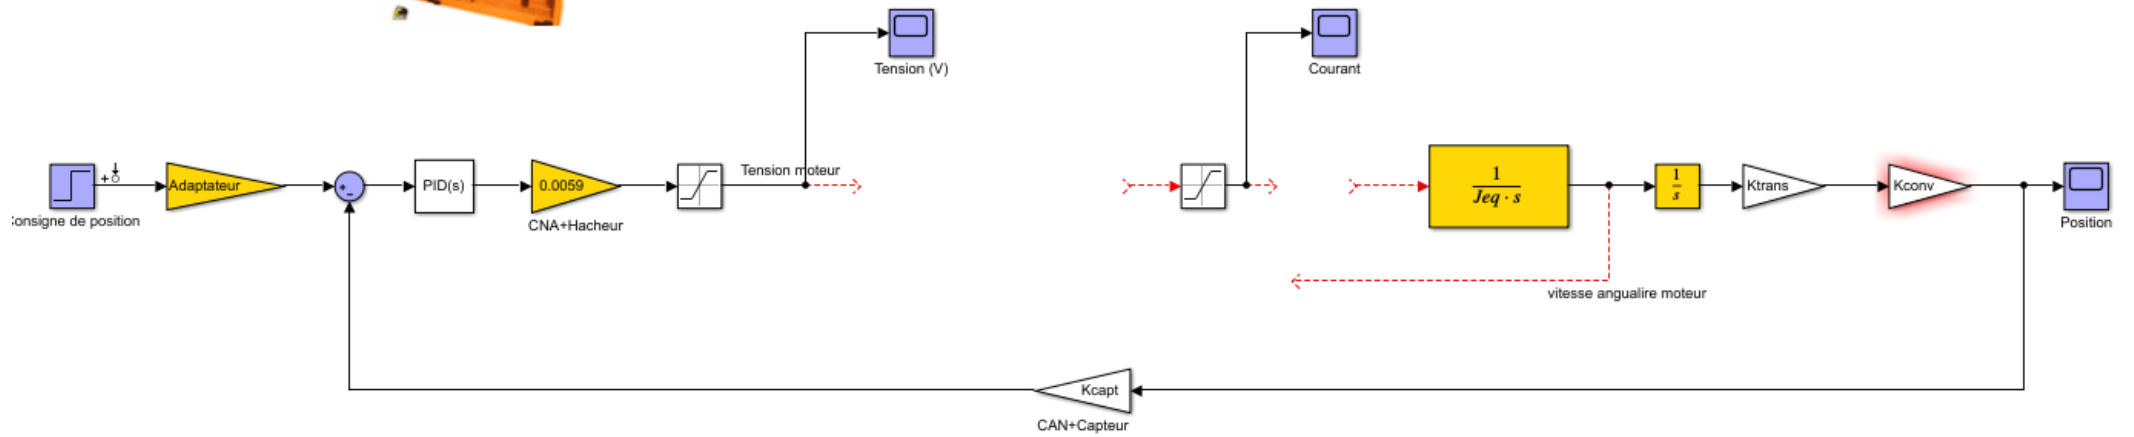 Tension (V)
Courant
Tension moteur
onsigne de position
Adaptateur
+
-
PID(s)
0.0059
CNA+Hacheur
1
Jeq · s
1
s
Ktrans
Kconv
Position
vitesse angualire moteur
Kcapt
CAN+Capteur